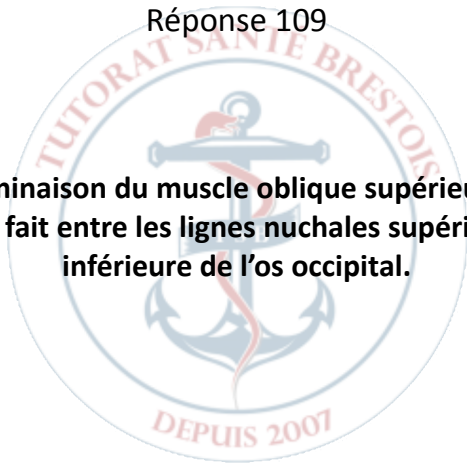 Réponse 109
TUTORAT SANTE BRESTOIS
minaison du muscle oblique supérieu
fait entre les lignes nuchales supéri
inférieure de l'os occipital.
DEPUIS 2007